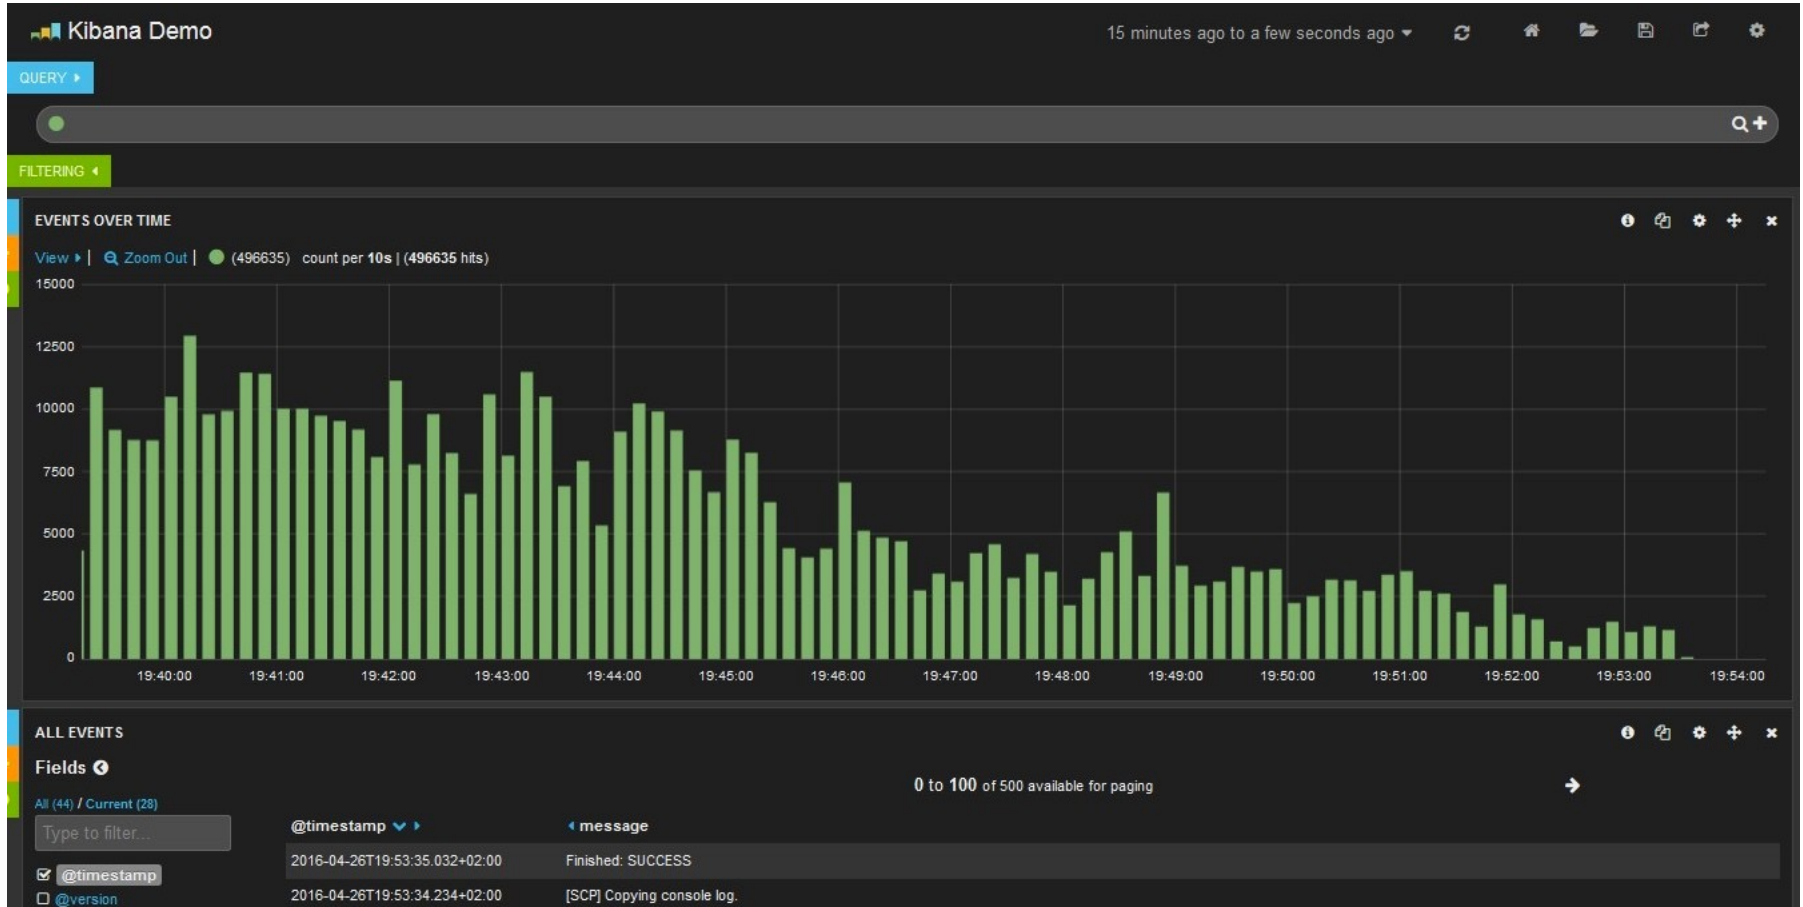 Kibana Demo
15 minutes ago to a few seconds ago
QUERY
FILTERING
EVENTS OVER TIME
View | Zoom Out | (496635) count per 10s | (496635 hits)
15000
12500
10000
7500
5000
2500
0
19:40:00 19:41:00 19:42:00 19:43:00 19:44:00 19:45:00 19:46:00 19:47:00 19:48:00 19:49:00 19:50:00 19:51:00 19:52:00 19:53:00 19:54:00
ALL EVENTS
Fields
0 to 100 of 500 available for paging
All (44) / Current (28)
Type to filter...
@timestamp message
2016-04-26T19:53:35.032+02:00 Finished: SUCCESS
@timestamp
2016-04-26T19:53:34.234+02:00 [SCP] Copying console log.
@version